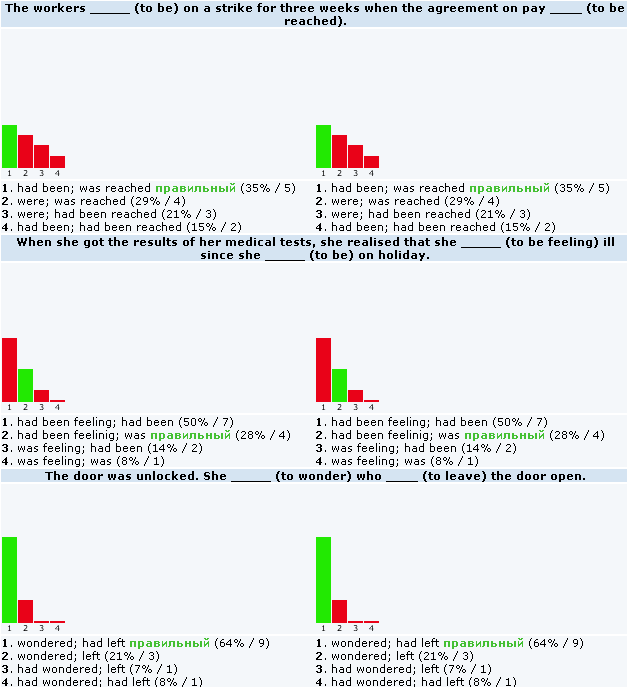 The workers ______ (to be) on a strike for three weeks when the agreement on pay _____ (to be
reached).
1 2 3 4 1 2 3 4
1. had been; was reached правильный (35% / 5) 1. had been; was reached правильный (35% / 5)
2. were; was reached (29% / 4) 2. were; was reached (29% / 4)
3. were; had been reached (21% / 3) 3. were; had been reached (21% / 3)
4. had been; had been reached (15% / 2) 4. had been; had been reached (15% / 2)
When she got the results of her medical tests, she realised that she ______ (to be feeling) ill
since she ______ (to be) on holiday.
1 2 3 4 1 2 3 4
1. had been feeling; had been (50% / 7) 1. had been feeling; had been (50% / 7)
2. had been feelinig; was правильный (28% / 4) 2. had been feelinig; was правильный (28% / 4)
3. was feeling; had been (14% / 2) 3. was feeling; had been (14% / 2)
4. was feeling; was (8% / 1) 4. was feeling; was (8% / 1)
The door was unlocked. She ______ (to wonder) who _____ (to leave) the door open.
1 2 3 4 1 2 3 4
1. wondered; had left правильный (64% / 9) 1. wondered; had left правильный (64% / 9)
2. wondered; left (21% / 3) 2. wondered; left (21% / 3)
3. had wondered; left (7% / 1) 3. had wondered; left (7% / 1)
4. had wondered; had left (8% / 1) 4. had wondered; had left (8% / 1)